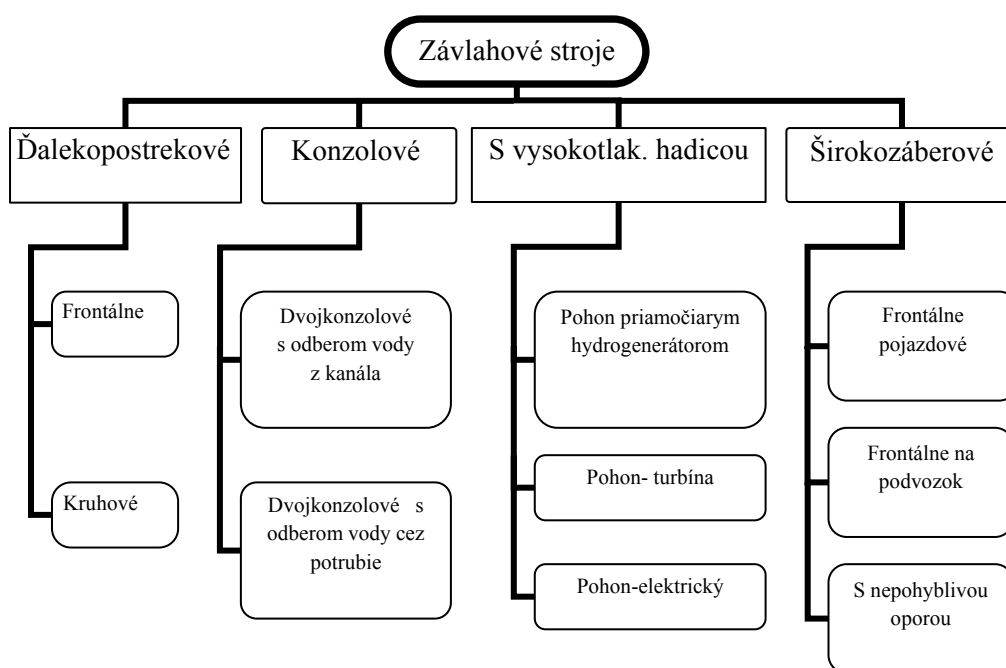 Závlahové stroje
Ďalekopostrekové
Konzolové
S vysokotlak. hadicou
Širokozáberové
Frontálne
Kruhové
Dvojkonzolové
s odberom vody
z kanála
Dvojkonzolové s
odberom vody cez
potrubie
Pohon priamočiarym
hydrogenerátorom
Pohon- turbína
Pohon-elektrický
Frontálne
pojazdové
Frontálne na
podvozok
S nepohyblivou
oporou